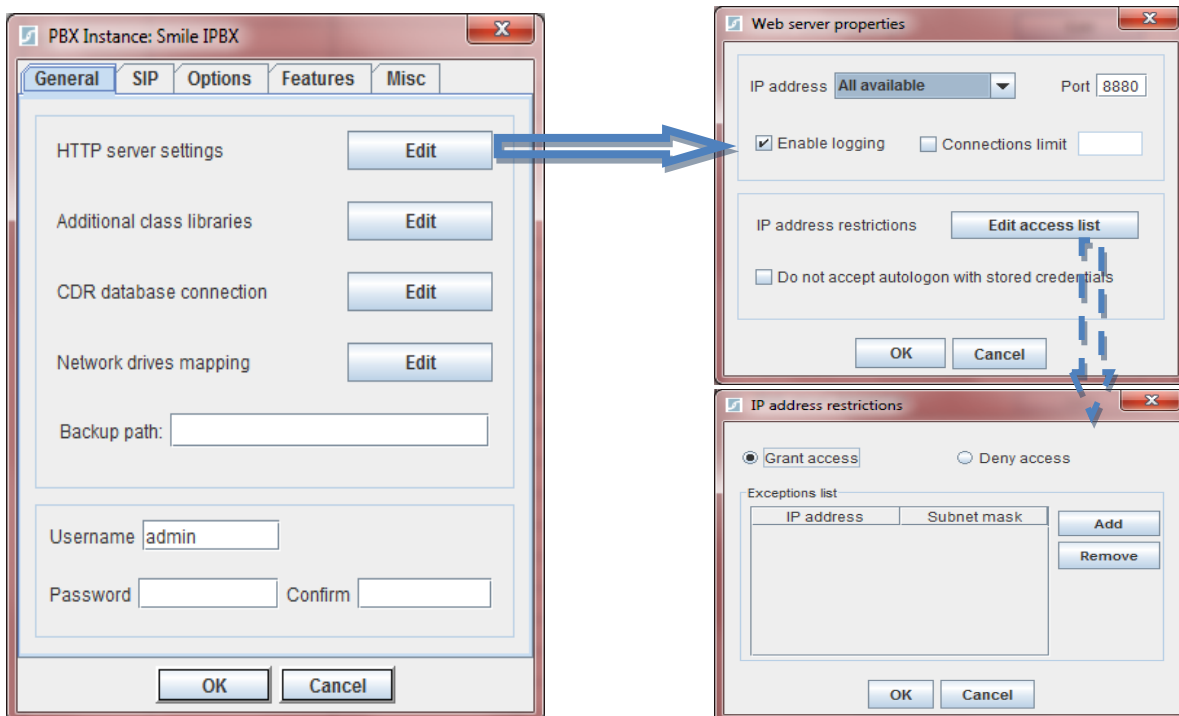 PBX Instance: Smile IPBX
General SIP Options Features Misc
HTTP server settings Edit
Additional class libraries Edit
CDR database connection Edit
Network drives mapping Edit
Backup path:
Username admin
Password Confirm
OK Cancel
Web server properties
IP address All available Port 8880
Enable logging Connections limit
IP address restrictions Edit access list
Do not accept autologon with stored credentials
OK Cancel
IP address restrictions
Grant access Deny access
Exceptions list
IP address Subnet mask
Add
Remove
OK Cancel